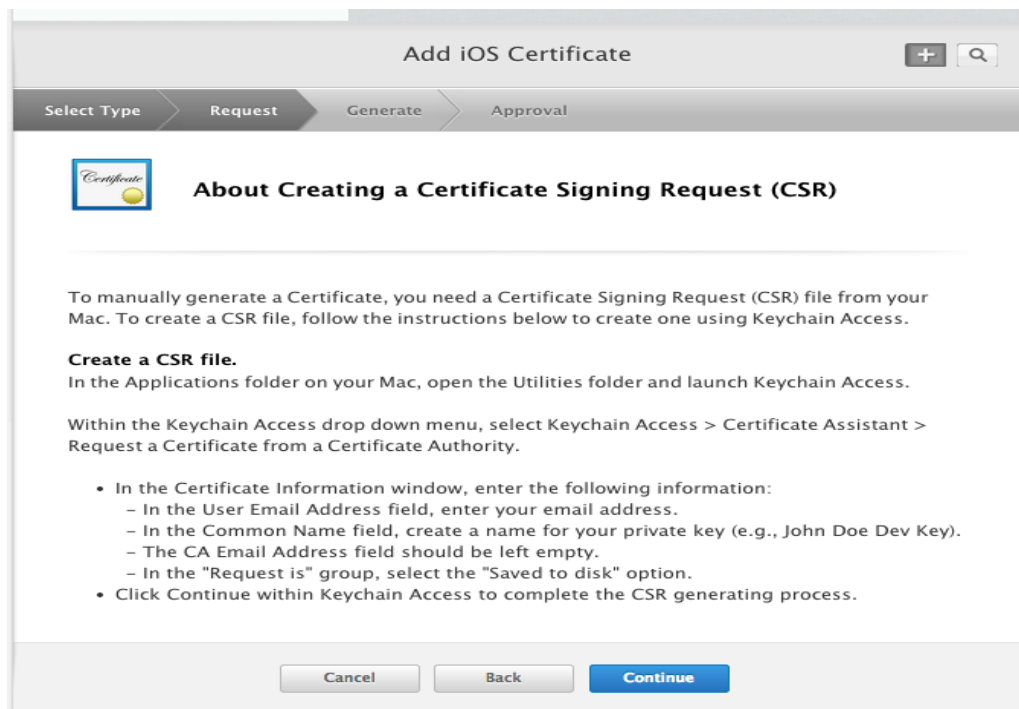 Add iOS Certificate
Select Type
Request
Generate
Approval
Certificate
About Creating a Certificate Signing Request (CSR)
To manually generate a Certificate, you need a Certificate Signing Request (CSR) file from your
Mac. To create a CSR file, follow the instructions below to create one using Keychain Access.
Create a CSR file.
In the Applications folder on your Mac, open the Utilities folder and launch Keychain Access.
Within the Keychain Access drop down menu, select Keychain Access > Certificate Assistant >
Request a Certificate from a Certificate Authority.
• In the Certificate Information window, enter the following information:
– In the User Email Address field, enter your email address.
– In the Common Name field, create a name for your private key (e.g., John Doe Dev Key).
– The CA Email Address field should be left empty.
– In the "Request is" group, select the "Saved to disk" option.
• Click Continue within Keychain Access to complete the CSR generating process.
Cancel
Back
Continue